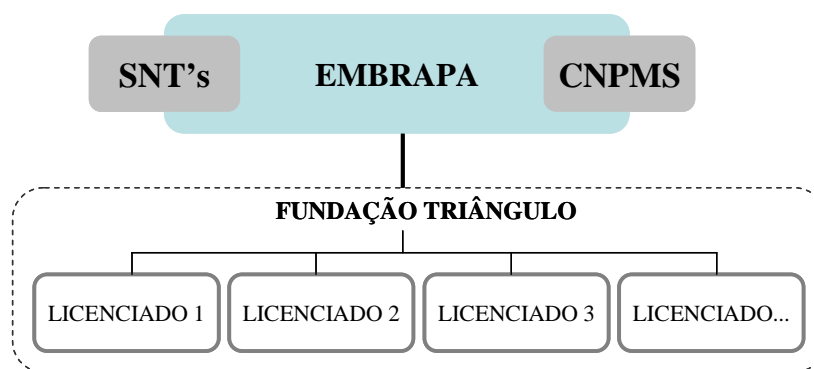 SNT's
EMBRAPA
CNPMS
FUNDAÇÃO TRIÂNGULO
LICENCIADO 1
LICENCIADO 2
LICENCIADO 3
LICENCIADO...